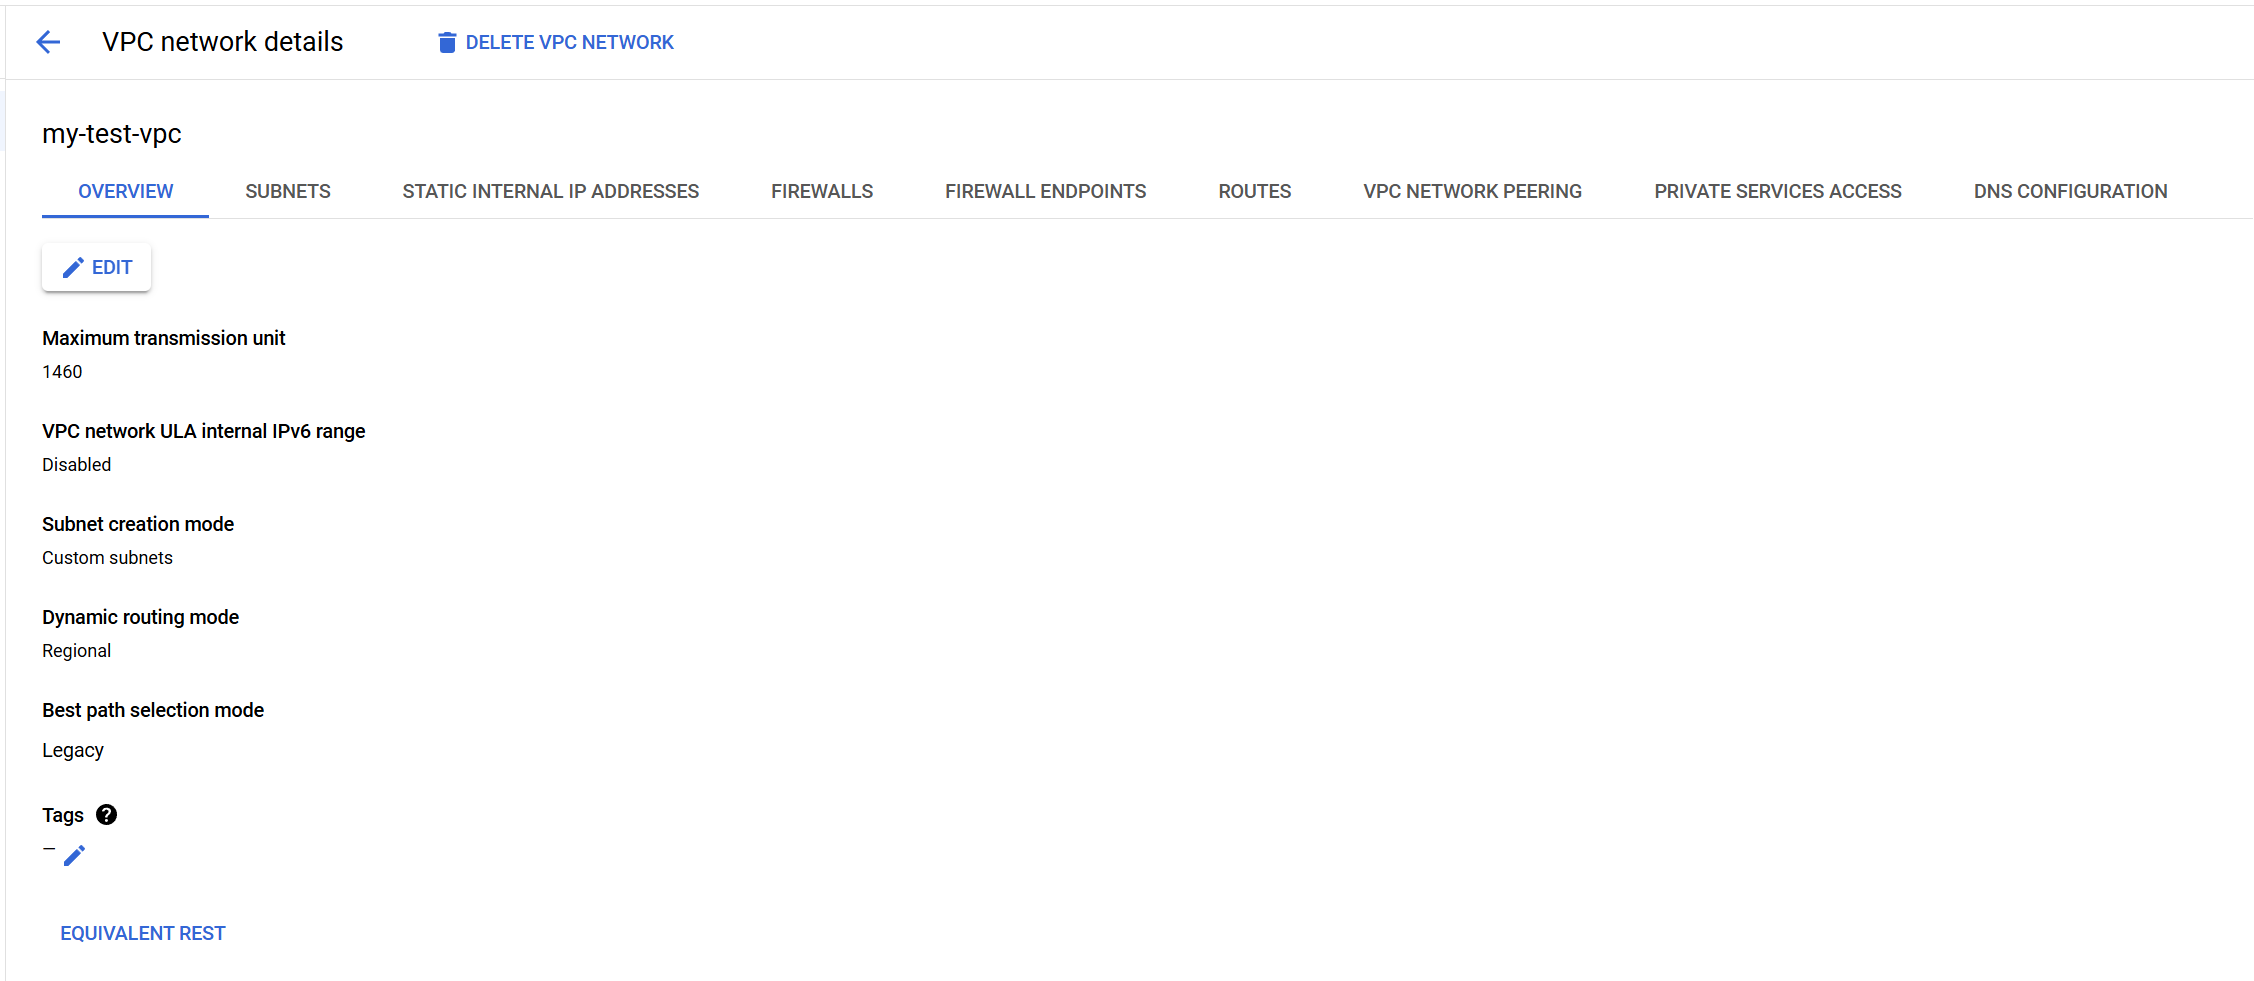 VPC network details
DELETE VPC NETWORK
my-test-vpc
OVERVIEW SUBNETS STATIC INTERNAL IP ADDRESSES FIREWALLS FIREWALL ENDPOINTS ROUTES VPC NETWORK PEERING PRIVATE SERVICES ACCESS DNS CONFIGURATION
EDIT
Maximum transmission unit
1460
VPC network ULA internal IPv6 range
Disabled
Subnet creation mode
Custom subnets
Dynamic routing mode
Regional
Best path selection mode
Legacy
Tags ?
—
EQUIVALENT REST